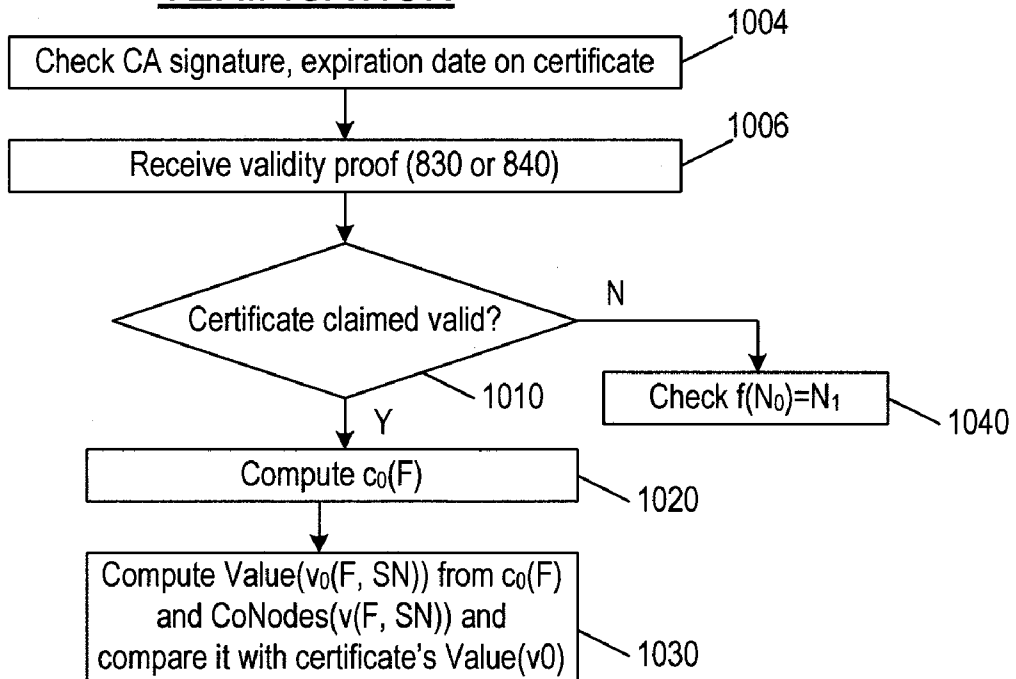 1004
Check CA signature, expiration date on certificate
1006
Receive validity proof (830 or 840)
N
Certificate claimed valid?
1010
Check f(N₀)=N₁
1040
Y
Compute c₀(F)
1020
Compute Value(v₀(F, SN)) from c₀(F)
and CoNodes(v(F, SN)) and
compare it with certificate's Value(v0)
1030